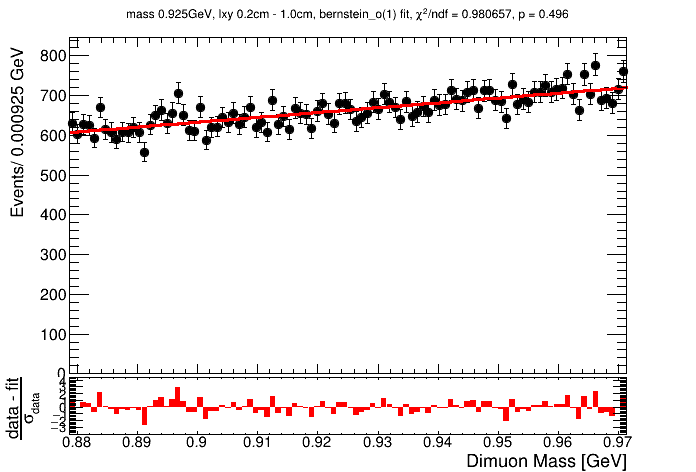 mass 0.925GeV, lxy 0.2cm - 1.0cm, bernstein_o(1) fit, χ²/ndf = 0.980657, p = 0.496
Events/ 0.000925 GeV
800
700
600
500
400
300
200
100
0
data - fit
σdata
4
3
2
0
−2
−3
0.88 0.89 0.9 0.91 0.92 0.93 0.94 0.95 0.96 0.97
Dimuon Mass [GeV]